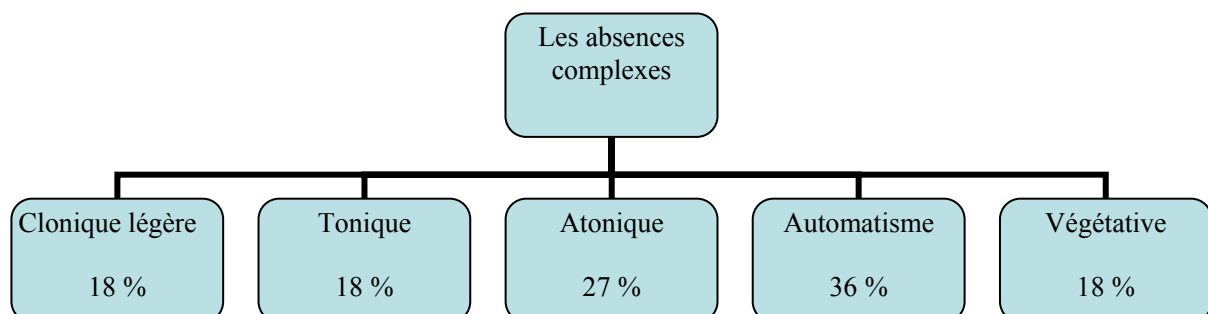 Les absences
complexes
Clonique légère
18 %
Tonique
18 %
Atonique
27 %
Automatisme
36 %
Végétative
18 %